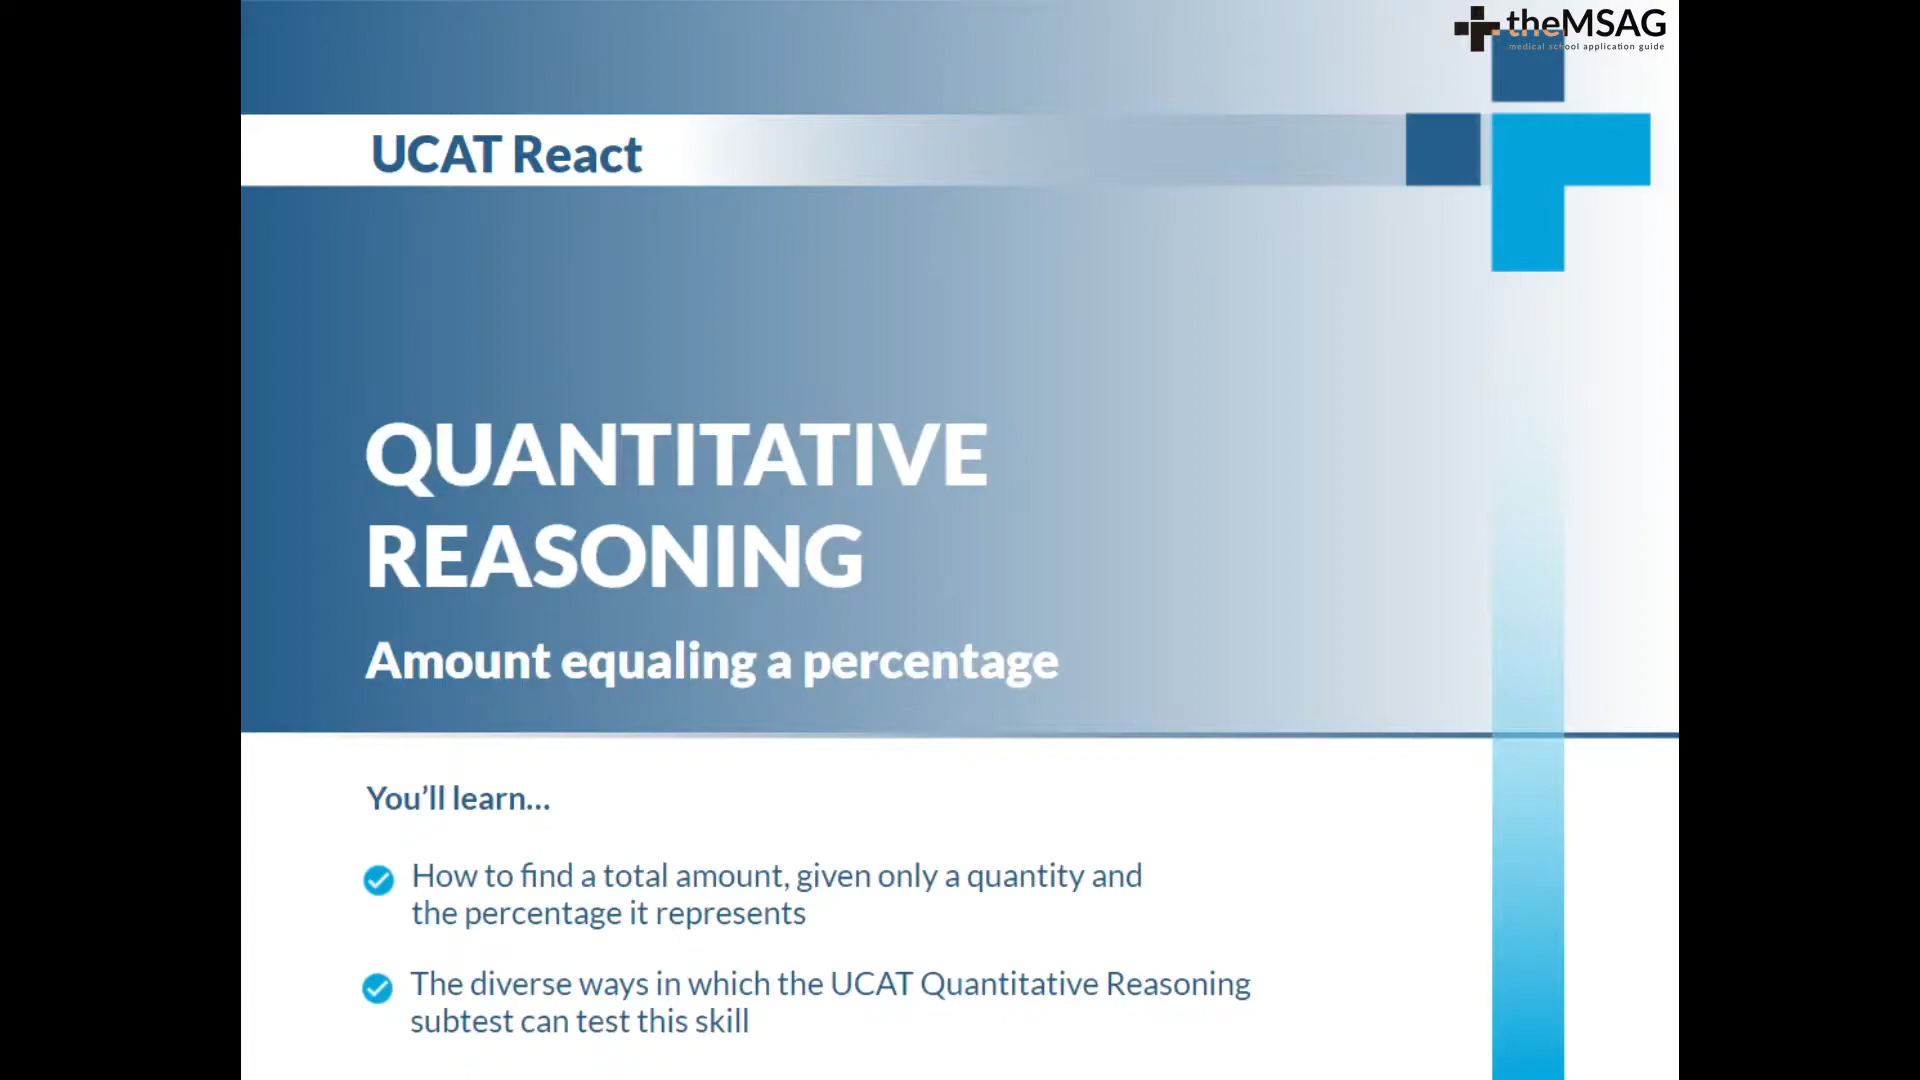 theMSAG
medical school application guide
UCAT React
QUANTITATIVE
REASONING
Amount equaling a percentage
You'll learn...
How to find a total amount, given only a quantity and
the percentage it represents
The diverse ways in which the UCAT Quantitative Reasoning
subtest can test this skill